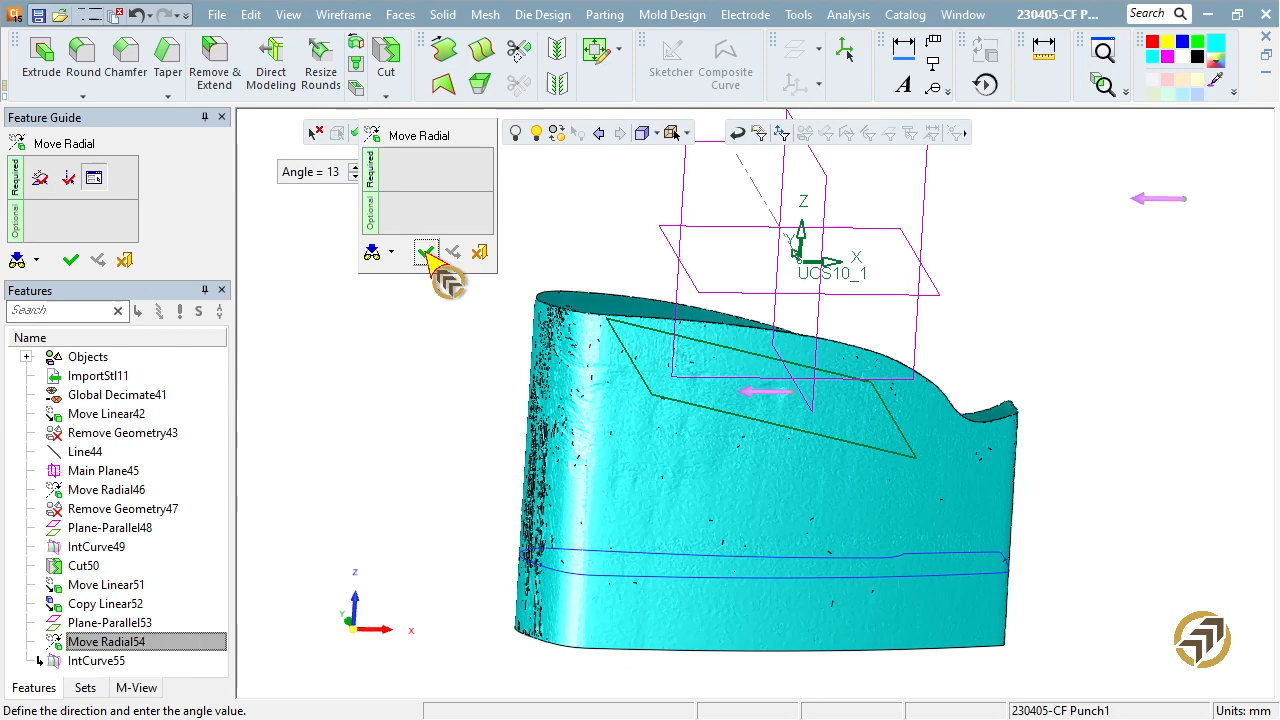 File Edit View Wireframe Faces Solid Mesh Die Design Parting Mold Design Electrode Tools Analysis Catalog Window 230405-CF P... Search
Extrude Round Chamfer Taper Remove & Extend Direct Modeling Resize Rounds Cut Sketcher Composite Curve
Feature Guide
Move Radial
Required
Optional
Move Radial
Required
Optional
Angle = 13
Features
Search
S
Name
Objects
ImportStl11
Global Decimate41
Move Linear42
Remove Geometry43
Line44
Main Plane45
Move Radial46
Remove Geometry47
Plane-Parallel48
IntCurve49
Cut50
Move Linear51
Copy Linear52
Plane-Parallel53
Move Radial54
IntCurve55
Features Sets M-View
Z
Y
X
UCS10_1
z
Y
x
Define the direction and enter the angle value.
230405-CF Punch1
Units: mm